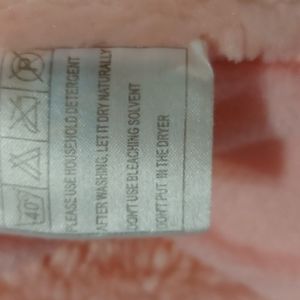 40°
P
PLEASE USE HOUSEHOLD DETERGENT
AFTER WASHING, LET IT DRY NATURALLY
DON'T USE BLEACHING SOLVENT
DON'T PUT IN THE DRYER